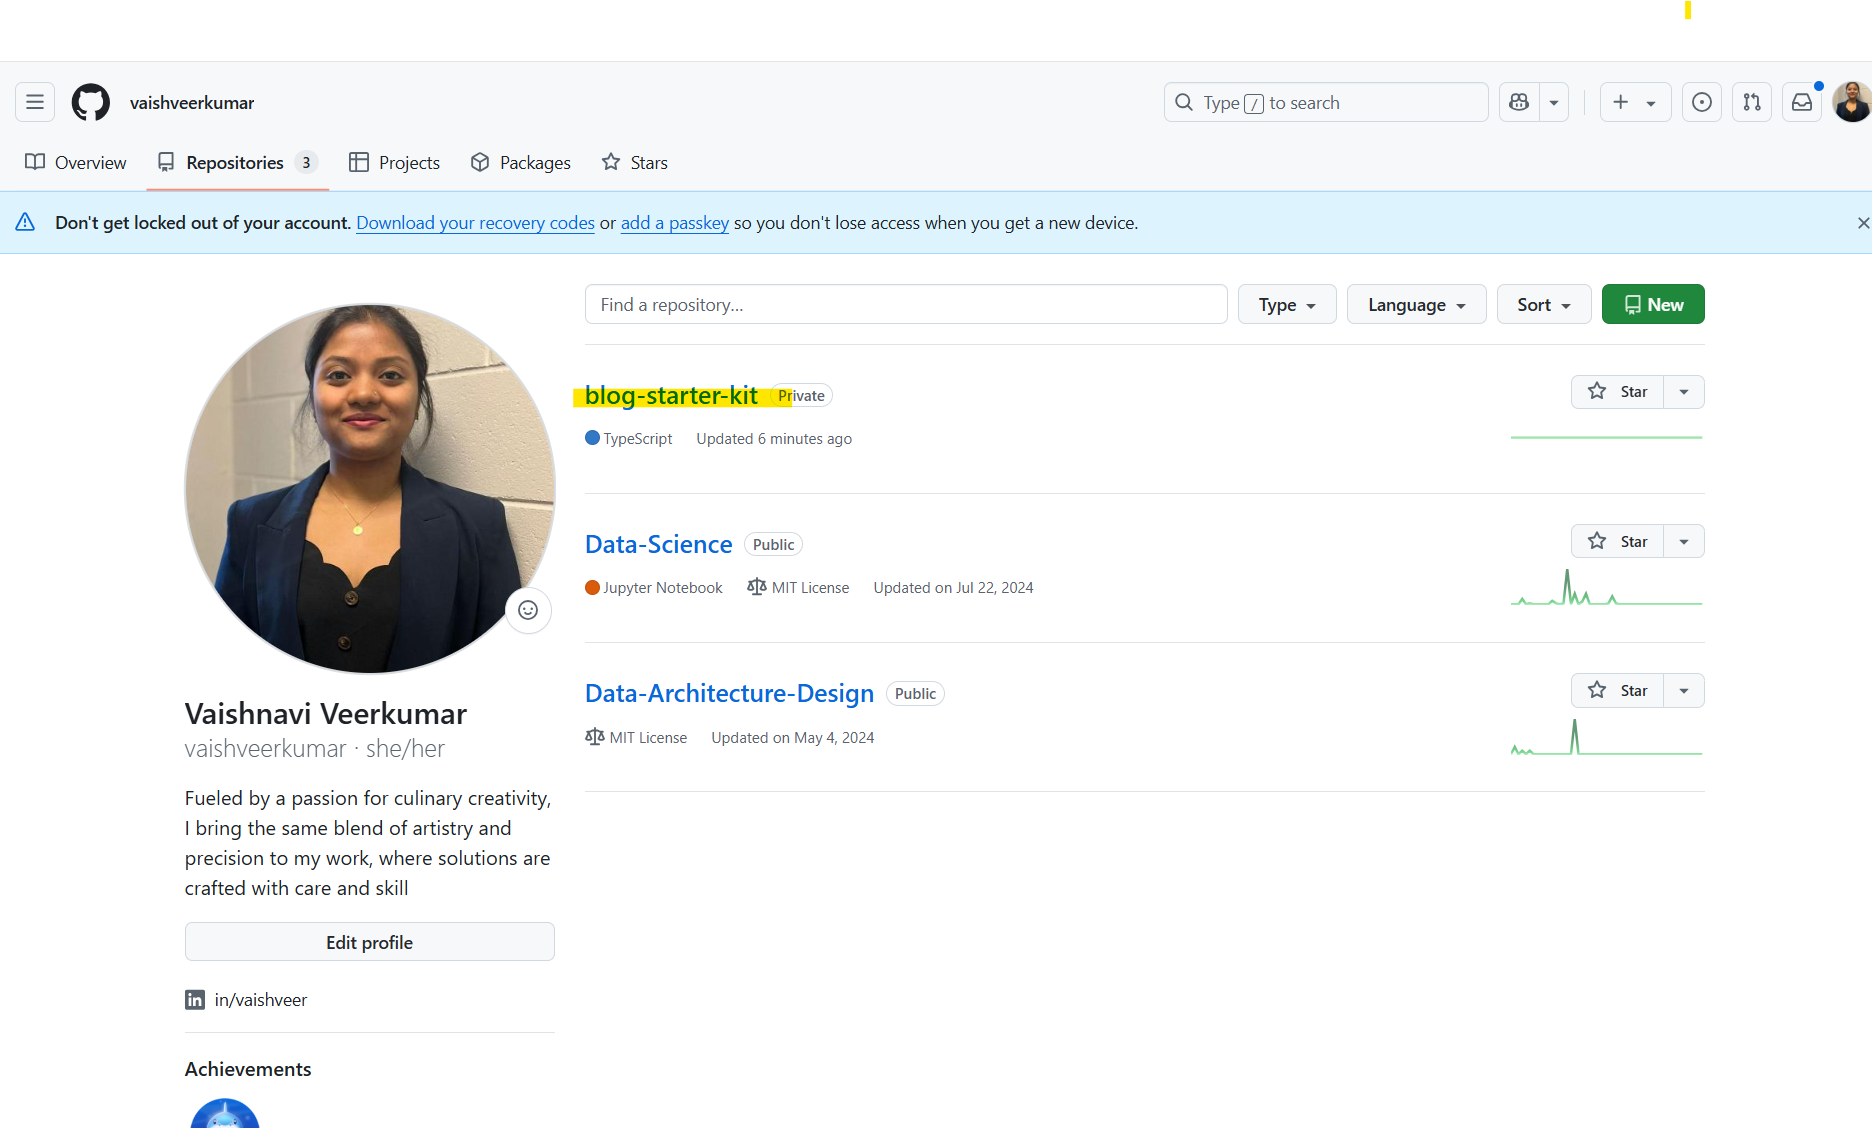 vaishveerkumar
Type / to search
Overview
Repositories 3
Projects
Packages
Stars
Don't get locked out of your account. Download your recovery codes or add a passkey so you don't lose access when you get a new device.
Find a repository...
Type
Language
Sort
New
blog-starter-kit Private
Star
TypeScript Updated 6 minutes ago
Data-Science Public
Star
Jupyter Notebook MIT License Updated on Jul 22, 2024
Data-Architecture-Design Public
Star
MIT License Updated on May 4, 2024
Vaishnavi Veerkumar
vaishveerkumar · she/her
Fueled by a passion for culinary creativity,
I bring the same blend of artistry and
precision to my work, where solutions are
crafted with care and skill
Edit profile
in in/vaishveer
Achievements